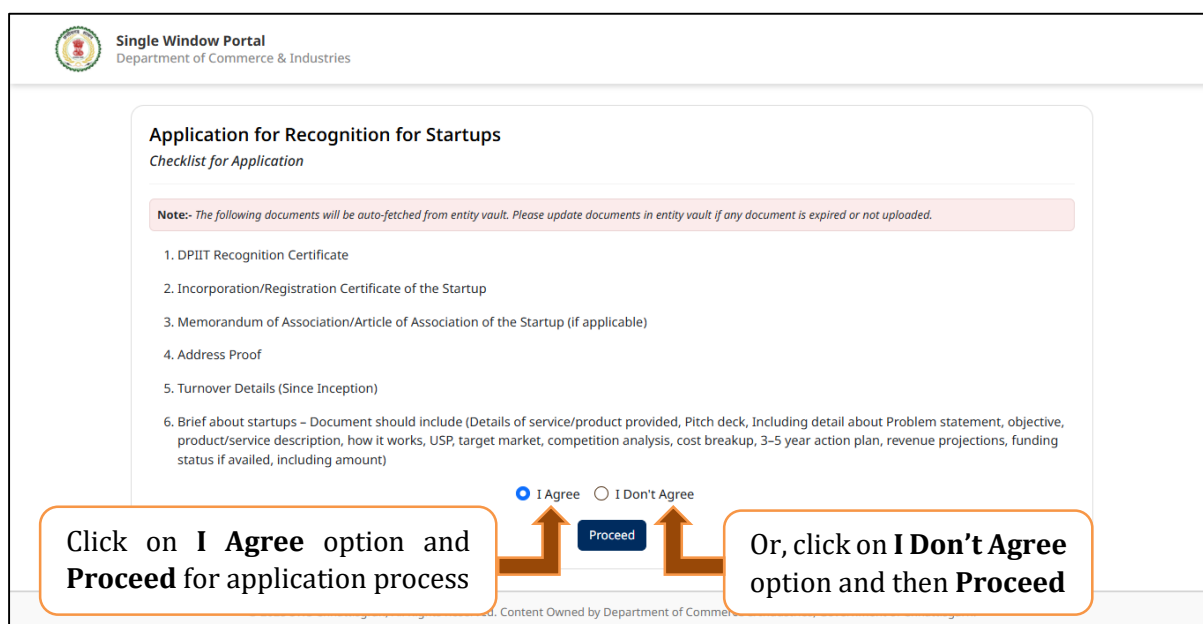 Single Window Portal
Department of Commerce & Industries
Application for Recognition for Startups
Checklist for Application
Note:- The following documents will be auto-fetched from entity vault. Please update documents in entity vault if any document is expired or not uploaded.
1. DPIIT Recognition Certificate
2. Incorporation/Registration Certificate of the Startup
3. Memorandum of Association/Article of Association of the Startup (if applicable)
4. Address Proof
5. Turnover Details (Since Inception)
6. Brief about startups – Document should include (Details of service/product provided, Pitch deck, Including detail about Problem statement, objective,
product/service description, how it works, USP, target market, competition analysis, cost breakup, 3–5 year action plan, revenue projections, funding
status if availed, including amount)
I Agree I Don't Agree
Proceed
Click on I Agree option and
Proceed for application process
Or, click on I Don’t Agree
option and then Proceed
Content Owned by Department of